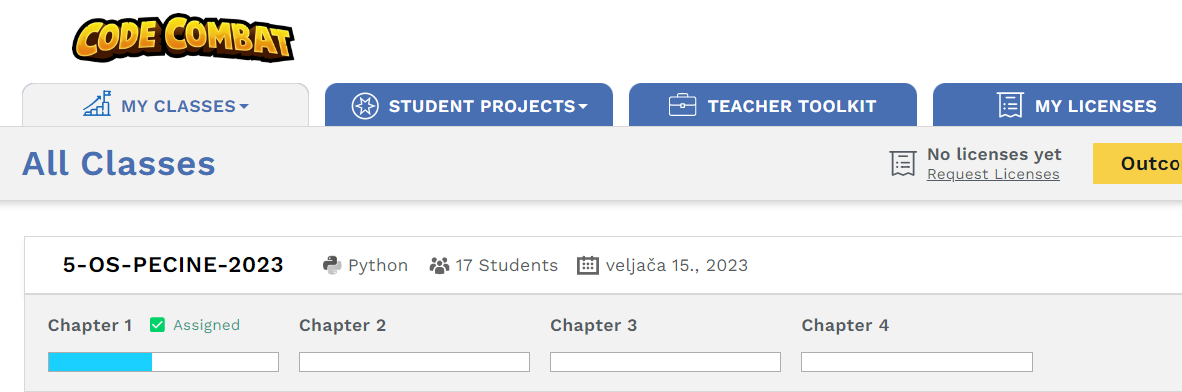 CODE COMBAT
MY CLASSES
STUDENT PROJECTS
TEACHER TOOLKIT
MY LICENSES
All Classes
No licenses yet
Request Licenses
Outco
5-OS-PECINE-2023
Python
17 Students
veljača 15., 2023
Chapter 1
Assigned
Chapter 2
Chapter 3
Chapter 4